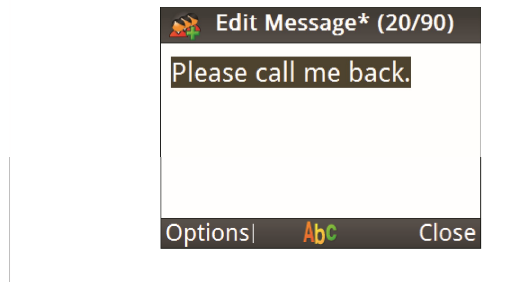 Edit Message* (20/90)
Please call me back.
Options Abc Close